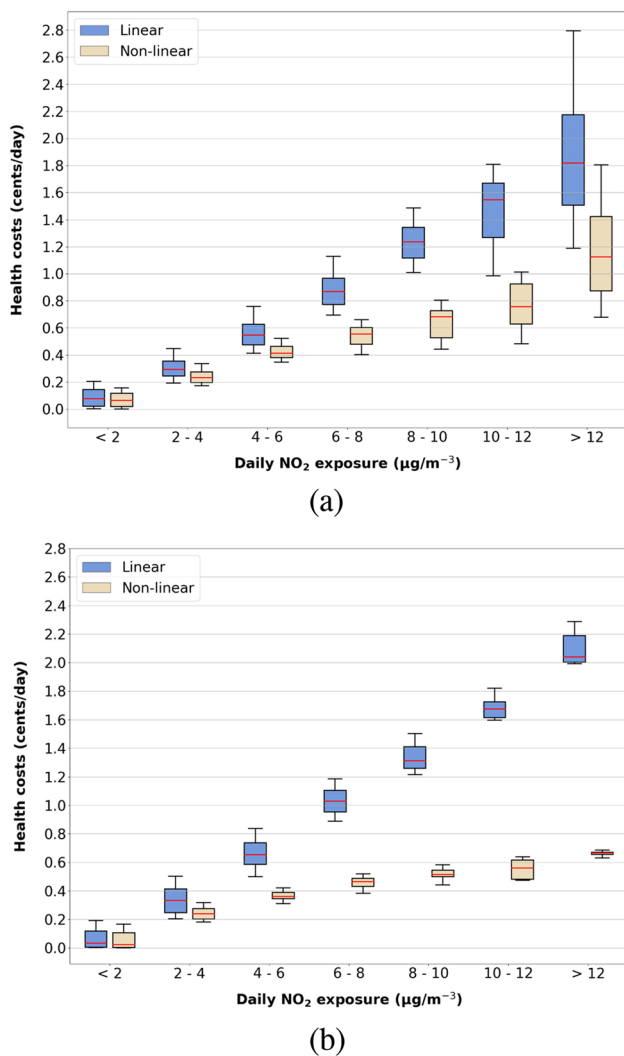 2.8
2.6
2.4
2.2
2.0
1.8
1.6
1.4
1.2
1.0
0.8
0.6
0.4
0.2
0.0
Health costs (cents/day)
Linear
Non-linear
< 2 2 - 4 4 - 6 6 - 8 8 - 10 10 - 12 > 12
Daily NO₂ exposure (µg/m⁻³)
(a)
2.8
2.6
2.4
2.2
2.0
1.8
1.6
1.4
1.2
1.0
0.8
0.6
0.4
0.2
0.0
Health costs (cents/day)
Linear
Non-linear
< 2 2 - 4 4 - 6 6 - 8 8 - 10 10 - 12 > 12
Daily NO₂ exposure (µg/m⁻³)
(b)